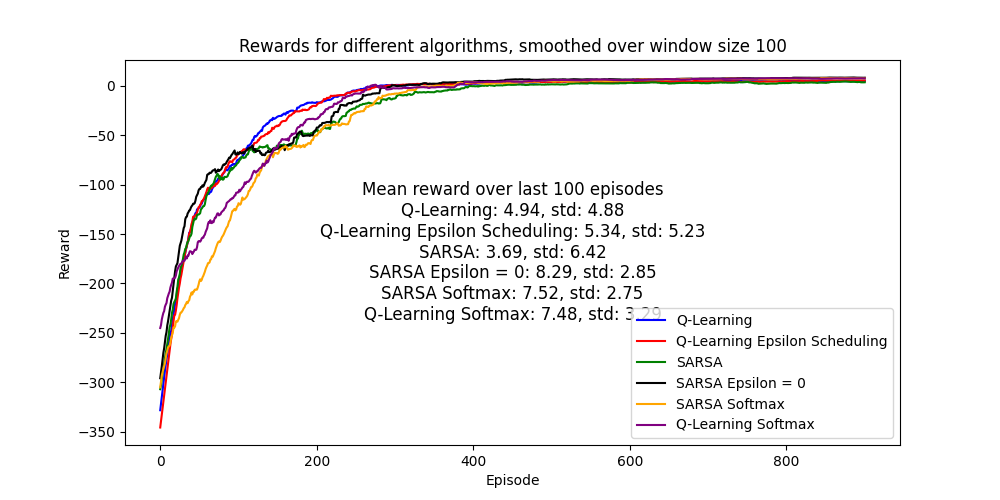 Rewards for different algorithms, smoothed over window size 100
0
−50
−100
−150
−200
−250
−300
−350
Reward
Mean reward over last 100 episodes
Q-Learning: 4.94, std: 4.88
Q-Learning Epsilon Scheduling: 5.34, std: 5.23
SARSA: 3.69, std: 6.42
SARSA Epsilon = 0: 8.29, std: 2.85
SARSA Softmax: 7.52, std: 2.75
Q-Learning Softmax: 7.48, std: 3.29
Q-Learning
Q-Learning Epsilon Scheduling
SARSA
SARSA Epsilon = 0
SARSA Softmax
Q-Learning Softmax
0 200 400 600 800
Episode